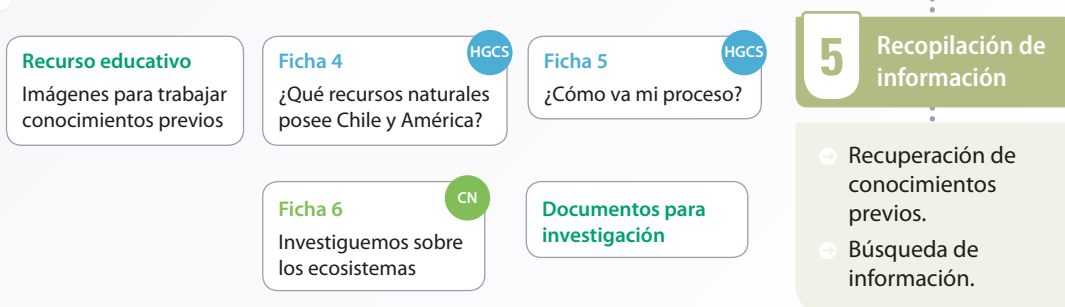 Recurso educativo
Imágenes para trabajar
conocimientos previos
HGCS
Ficha 4
¿Qué recursos naturales
posee Chile y América?
HGCS
Ficha 5
¿Cómo va mi proceso?
CN
Ficha 6
Investiguemos sobre
los ecosistemas
Documentos para
investigación
5
Recopilación de
información
Recuperación de
conocimientos
previos.
Búsqueda de
información.